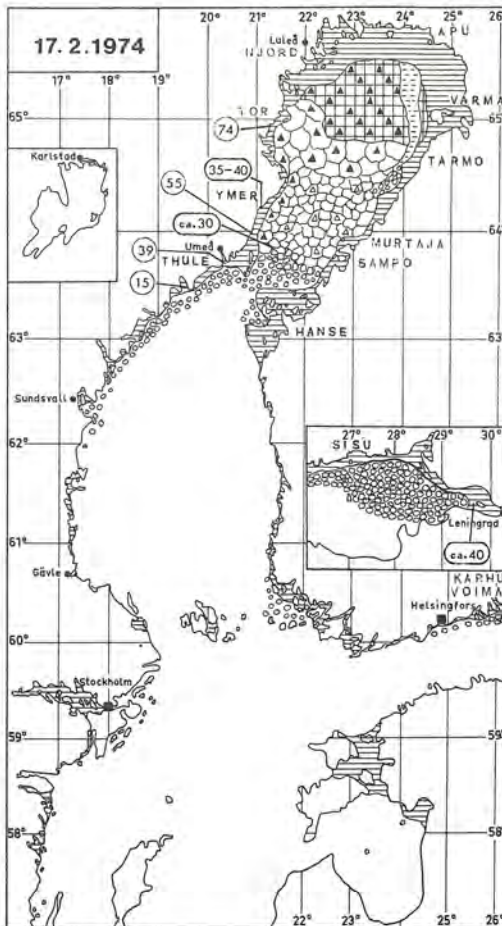 17.2.1974
20° 21° 22° 23° 24° 25° 26°
Luleå
APU
NJORD
17° 18° 19°
65°
VARMA
65
74
TARMO
Karlstad
35-40
55
YMER
64
ca.30
MURTAJA
Umeå
SAMPO
39
THULE
15
63°
HANSE
63
Sundsvall
62°
27° 28° 29° 30°
SISU
61°
Leningrad
ca.40
Gävle
KARHU
VOIMA
Helsingfors
60°
Stockholm
59°
59
58°
58
22° 23° 24° 25° 26